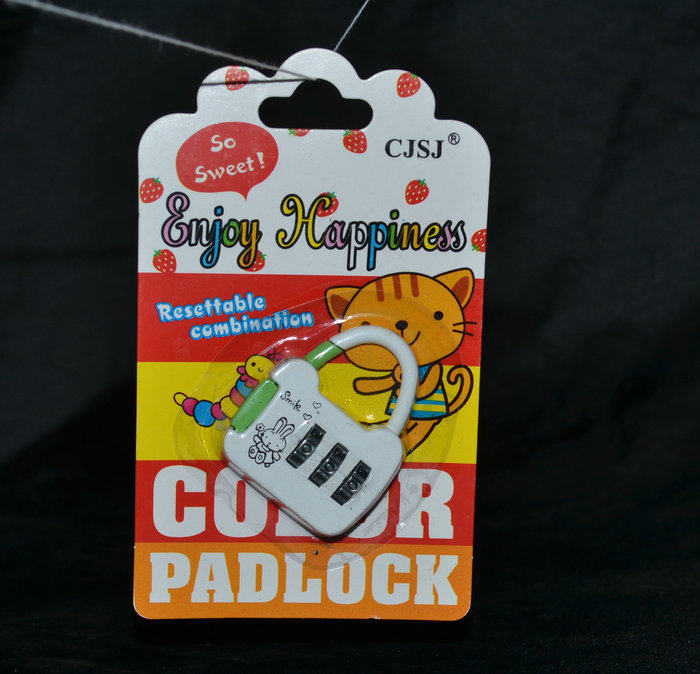 So
Sweet!
CJSJ®
Enjoy Happiness
Resettable
combination
Smile
COLOR
PADLOCK